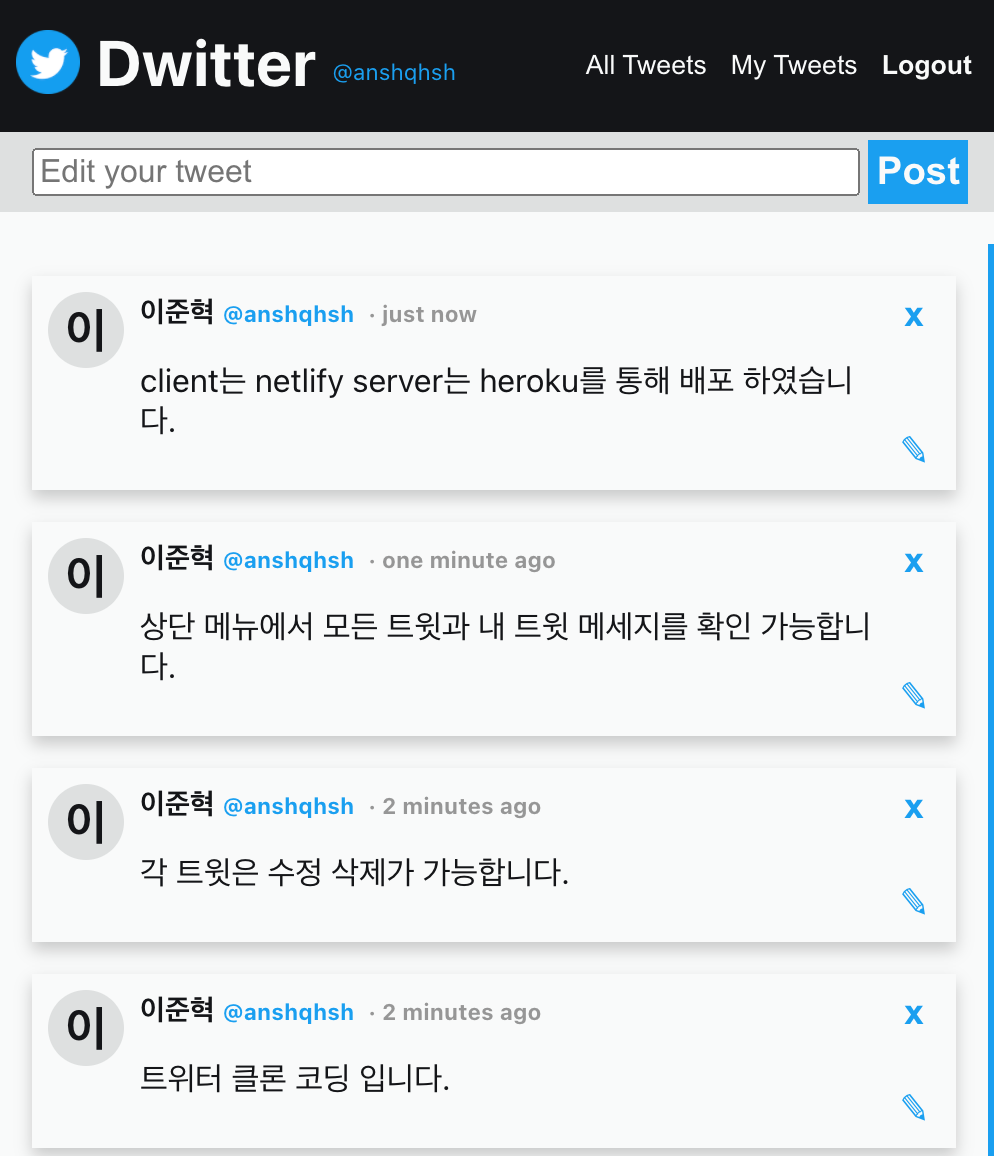 Dwitter @anshqhsh All Tweets My Tweets Logout
Edit your tweet Post
이 이준혁 @anshqhsh · just now x
client는 netlify server는 heroku를 통해 배포 하였습니
다.
이 이준혁 @anshqhsh · one minute ago x
상단 메뉴에서 모든 트윗과 내 트윗 메세지를 확인 가능합니
다.
이 이준혁 @anshqhsh · 2 minutes ago x
각 트윗은 수정 삭제가 가능합니다.
이 이준혁 @anshqhsh · 2 minutes ago x
트위터 클론 코딩 입니다.